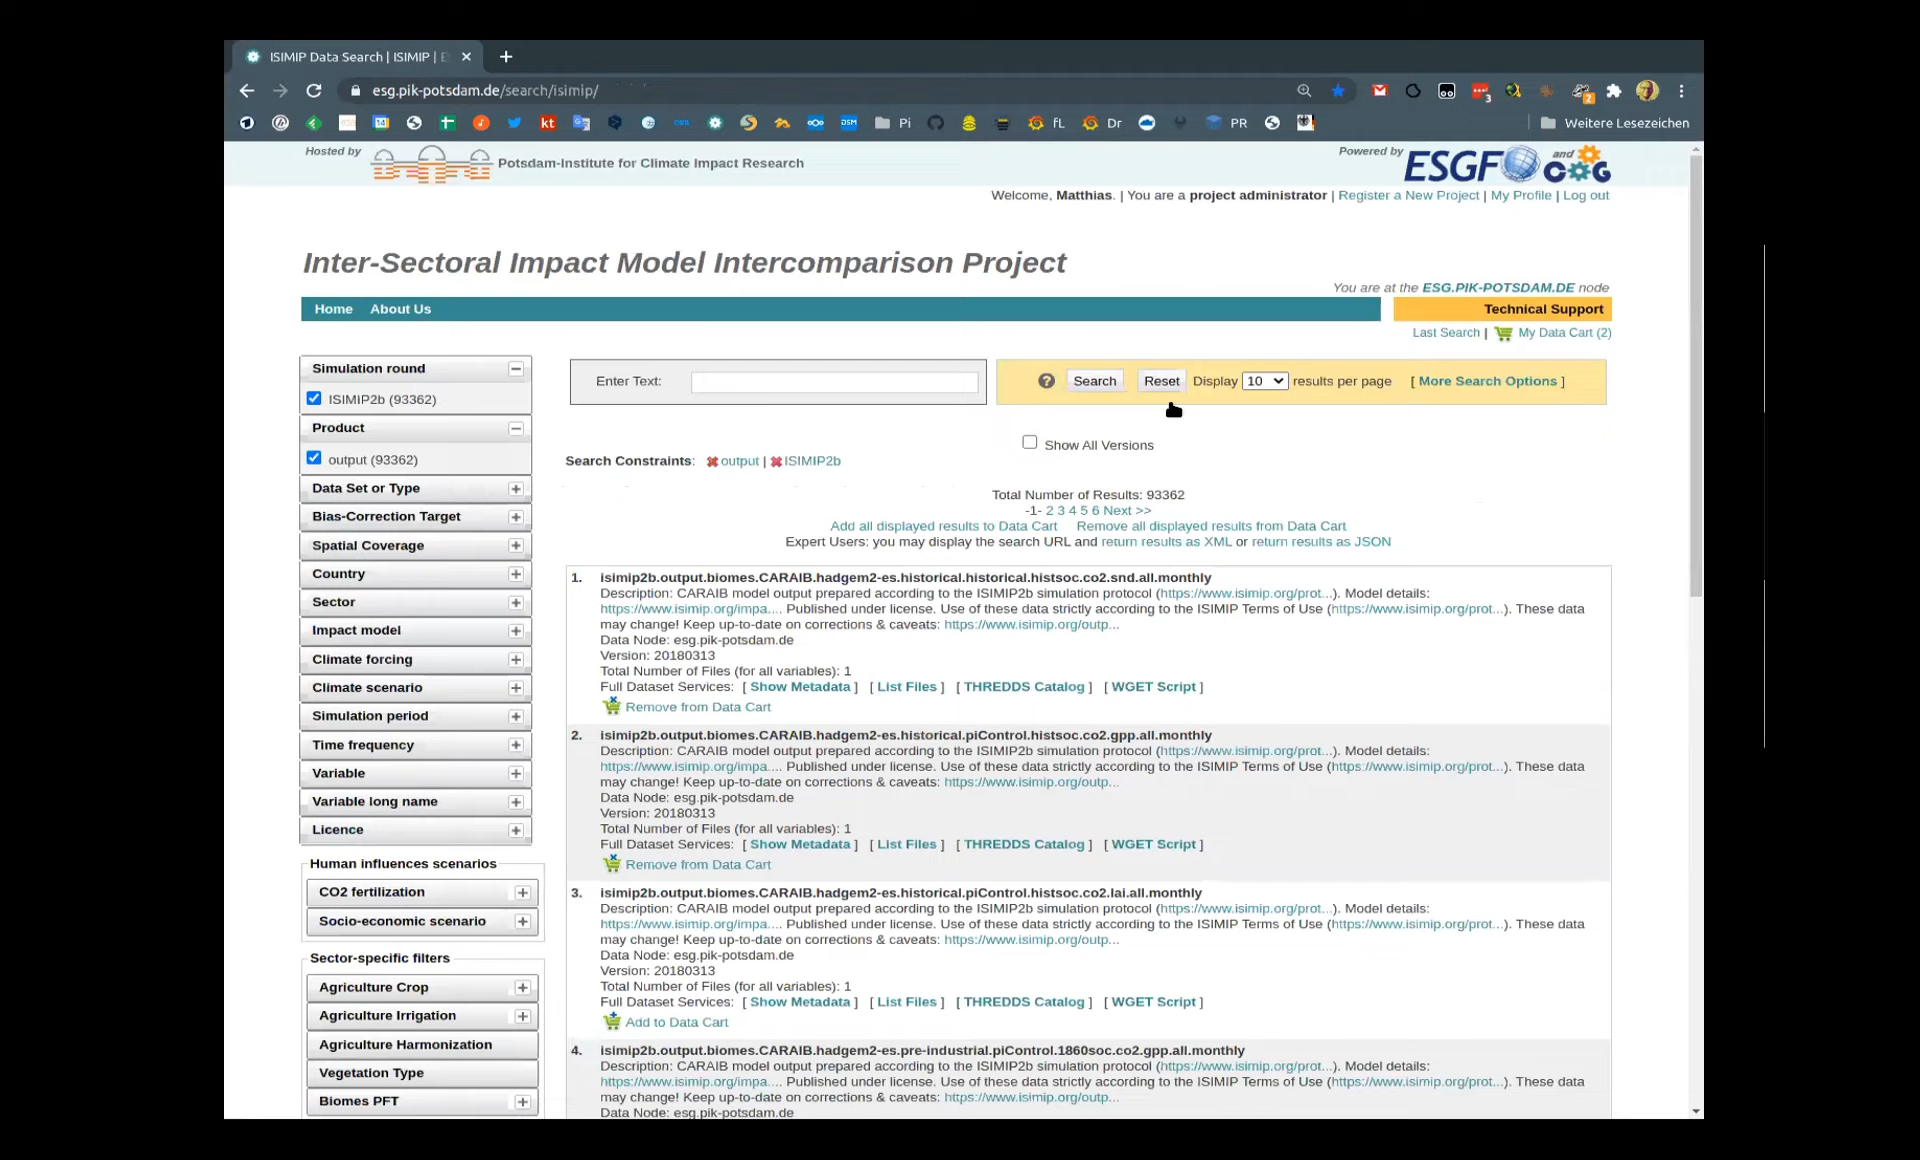 ISIMIP Data Search | ISIMIP |
esg.pik-potsdam.de/search/isimip/
3
2
14
kt
DSM
Pi
fL
Dr
PR
Weitere Lesezeichen
Hosted by
Potsdam-Institute for Climate Impact Research
Powered by
ESGF and COG
Welcome, Matthias. | You are a project administrator | Register a New Project | My Profile | Log out
Inter-Sectoral Impact Model Intercomparison Project
You are at the ESG.PIK-POTSDAM.DE node
Home About Us
Technical Support
Last Search | My Data Cart (2)
Simulation round
ISIMIP2b (93362)
Product
output (93362)
Data Set or Type
Bias-Correction Target
Spatial Coverage
Country
Sector
Impact model
Climate forcing
Climate scenario
Simulation period
Time frequency
Variable
Variable long name
Licence
Human influences scenarios
CO2 fertilization
Socio-economic scenario
Sector-specific filters
Agriculture Crop
Agriculture Irrigation
Agriculture Harmonization
Vegetation Type
Biomes PFT
Enter Text:
? Search Reset Display 10 results per page [ More Search Options ]
Show All Versions
Search Constraints: output | ISIMIP2b
Total Number of Results: 93362
-1- 2 3 4 5 6 Next >>
Add all displayed results to Data Cart Remove all displayed results from Data Cart
Expert Users: you may display the search URL and return results as XML or return results as JSON
1. isimip2b.output.biomes.CARAIB.hadgem2-es.historical.historical.histsoc.co2.snd.all.monthly
Description: CARAIB model output prepared according to the ISIMIP2b simulation protocol (https://www.isimip.org/prot...). Model details:
https://www.isimip.org/impa.... Published under license. Use of these data strictly according to the ISIMIP Terms of Use (https://www.isimip.org/prot...). These data
may change! Keep up-to-date on corrections & caveats: https://www.isimip.org/outp...
Data Node: esg.pik-potsdam.de
Version: 20180313
Total Number of Files (for all variables): 1
Full Dataset Services: [ Show Metadata ] [ List Files ] [ THREDDS Catalog ] [ WGET Script ]
Remove from Data Cart
2. isimip2b.output.biomes.CARAIB.hadgem2-es.historical.piControl.histsoc.co2.gpp.all.monthly
Description: CARAIB model output prepared according to the ISIMIP2b simulation protocol (https://www.isimip.org/prot...). Model details:
https://www.isimip.org/impa.... Published under license. Use of these data strictly according to the ISIMIP Terms of Use (https://www.isimip.org/prot...). These data
may change! Keep up-to-date on corrections & caveats: https://www.isimip.org/outp...
Data Node: esg.pik-potsdam.de
Version: 20180313
Total Number of Files (for all variables): 1
Full Dataset Services: [ Show Metadata ] [ List Files ] [ THREDDS Catalog ] [ WGET Script ]
Remove from Data Cart
3. isimip2b.output.biomes.CARAIB.hadgem2-es.historical.piControl.histsoc.co2.lai.all.monthly
Description: CARAIB model output prepared according to the ISIMIP2b simulation protocol (https://www.isimip.org/prot...). Model details:
https://www.isimip.org/impa.... Published under license. Use of these data strictly according to the ISIMIP Terms of Use (https://www.isimip.org/prot...). These data
may change! Keep up-to-date on corrections & caveats: https://www.isimip.org/outp...
Data Node: esg.pik-potsdam.de
Version: 20180313
Total Number of Files (for all variables): 1
Full Dataset Services: [ Show Metadata ] [ List Files ] [ THREDDS Catalog ] [ WGET Script ]
Add to Data Cart
4. isimip2b.output.biomes.CARAIB.hadgem2-es.pre-industrial.piControl.1860soc.co2.gpp.all.monthly
Description: CARAIB model output prepared according to the ISIMIP2b simulation protocol (https://www.isimip.org/prot...). Model details:
https://www.isimip.org/impa.... Published under license. Use of these data strictly according to the ISIMIP Terms of Use (https://www.isimip.org/prot...). These data
may change! Keep up-to-date on corrections & caveats: https://www.isimip.org/outp...
Data Node: esg.pik-potsdam.de